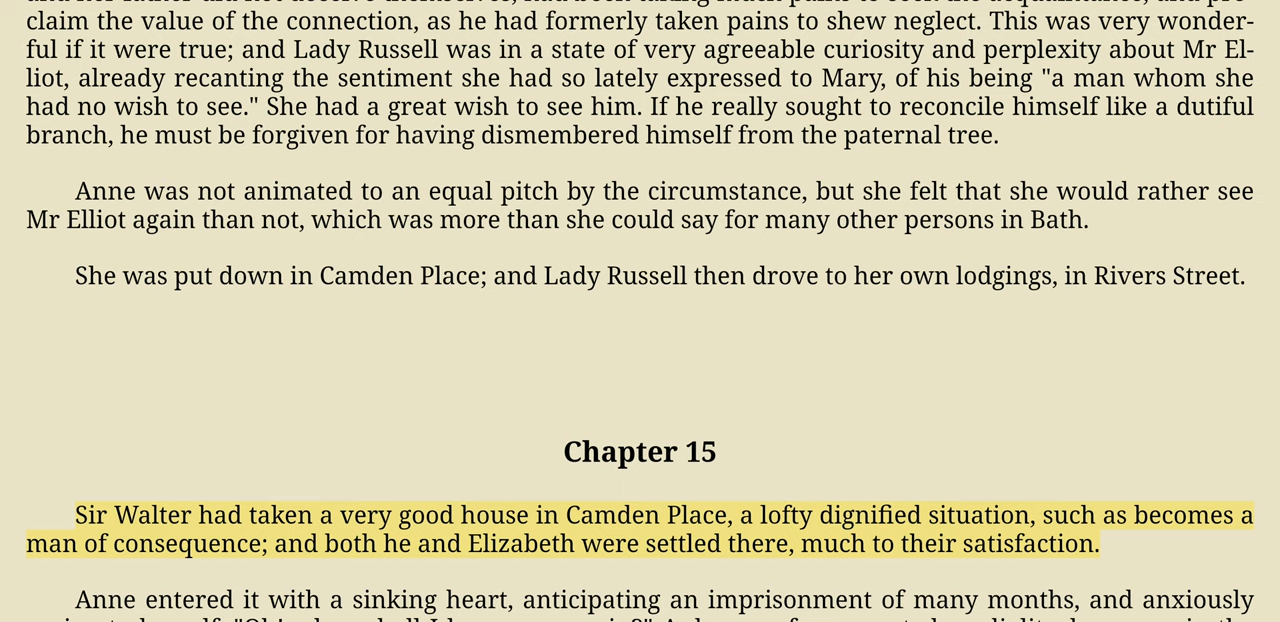 claim the value of the connection, as he had formerly taken pains to shew neglect. This was very wonder-
ful if it were true; and Lady Russell was in a state of very agreeable curiosity and perplexity about Mr El-
liot, already recanting the sentiment she had so lately expressed to Mary, of his being "a man whom she
had no wish to see." She had a great wish to see him. If he really sought to reconcile himself like a dutiful
branch, he must be forgiven for having dismembered himself from the paternal tree.
Anne was not animated to an equal pitch by the circumstance, but she felt that she would rather see
Mr Elliot again than not, which was more than she could say for many other persons in Bath.
She was put down in Camden Place; and Lady Russell then drove to her own lodgings, in Rivers Street.
Chapter 15
Sir Walter had taken a very good house in Camden Place, a lofty dignified situation, such as becomes a
man of consequence; and both he and Elizabeth were settled there, much to their satisfaction.
Anne entered it with a sinking heart, anticipating an imprisonment of many months, and anxiously